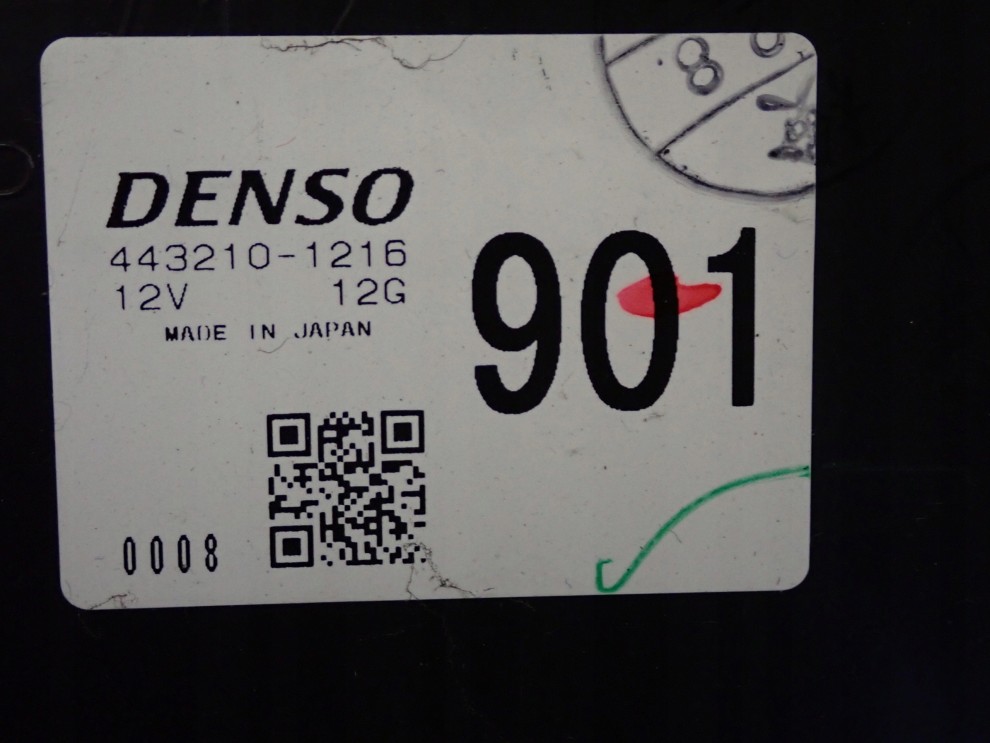 DENSO
443210-1216
12V 12G
MADE IN JAPAN
901
0008